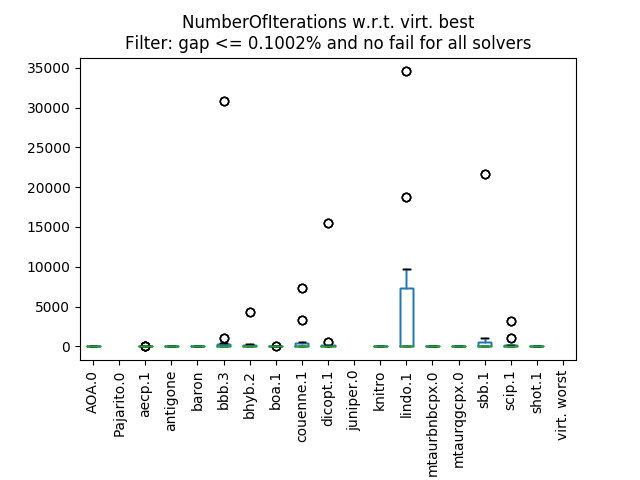 NumberOfIterations w.r.t. virt. best
Filter: gap <= 0.1002% and no fail for all solvers
35000
30000
25000
20000
15000
10000
5000
0
AOA.0
Pajarito.0
aecp.1
antigone
baron
bbb.3
bhyb.2
boa.1
couenne.1
dicopt.1
juniper.0
knitro
lindo.1
mtaurbnbcpx.0
mtaurqgcpx.0
sbb.1
scip.1
shot.1
virt. worst